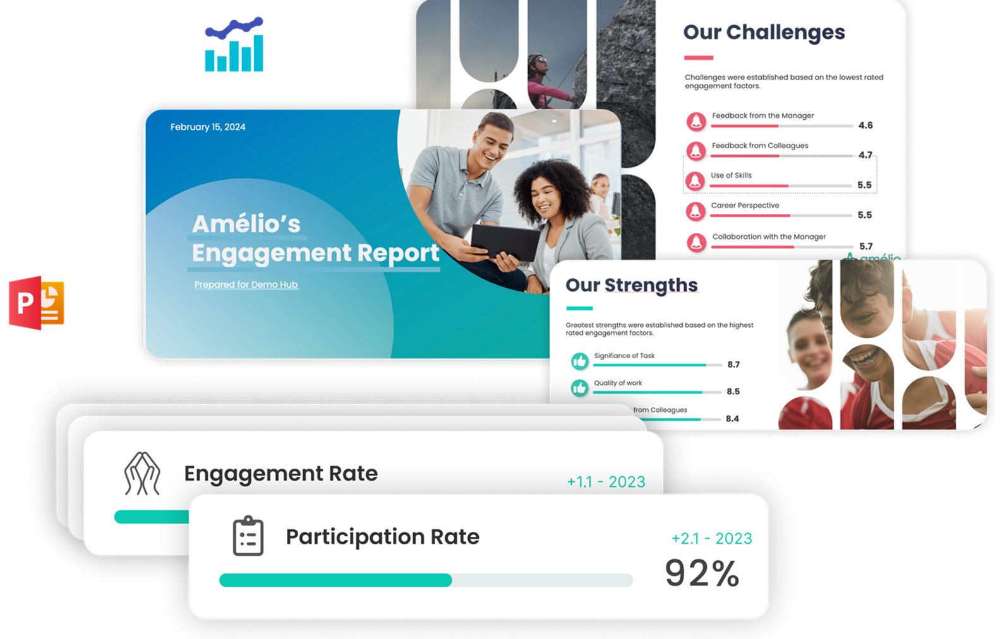 Our Challenges
Challenges were established based on the lowest rated
engagement factors.
Feedback from the Manager
4.6
Feedback from Colleagues
4.7
Use of Skills
5.5
Career Perspective
5.5
Collaboration with the Manager
5.7
amélio
February 15, 2024
Amélio’s
Engagement Report
Prepared for Demo Hub
P
Our Strengths
Greatest strengths were established based on the highest
rated engagement factors.
Signifiance of Task
8.7
Quality of work
8.5
from Colleagues
8.4
Engagement Rate
+1.1 - 2023
Participation Rate
+2.1 - 2023
92%